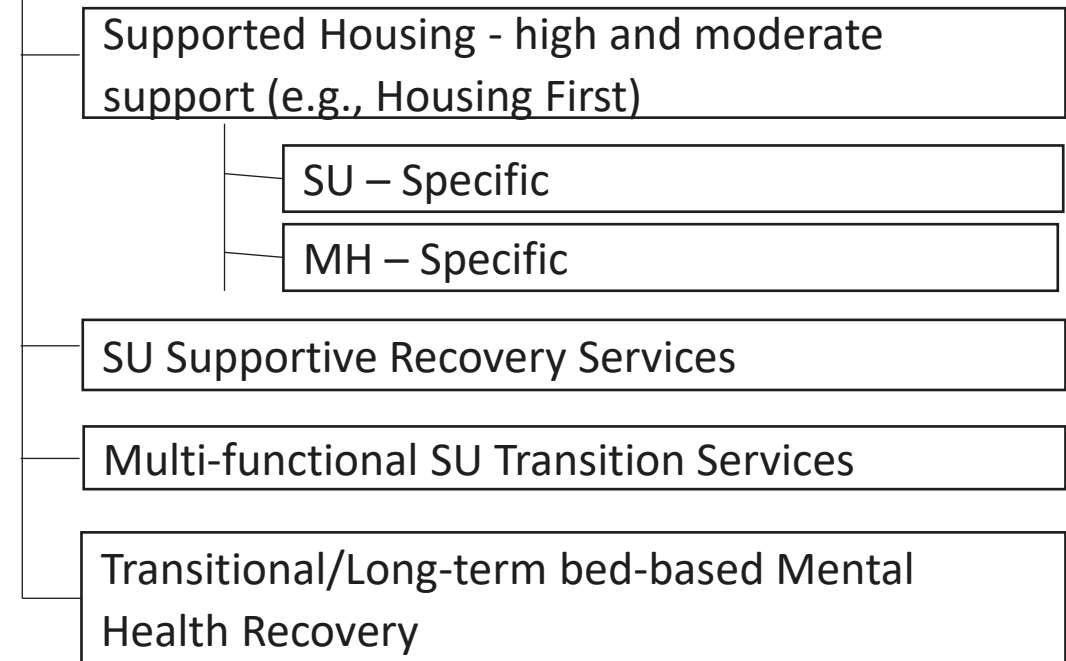 Supported Housing - high and moderate
support (e.g., Housing First)
SU – Specific
MH – Specific
SU Supportive Recovery Services
Multi-functional SU Transition Services
Transitional/Long-term bed-based Mental
Health Recovery